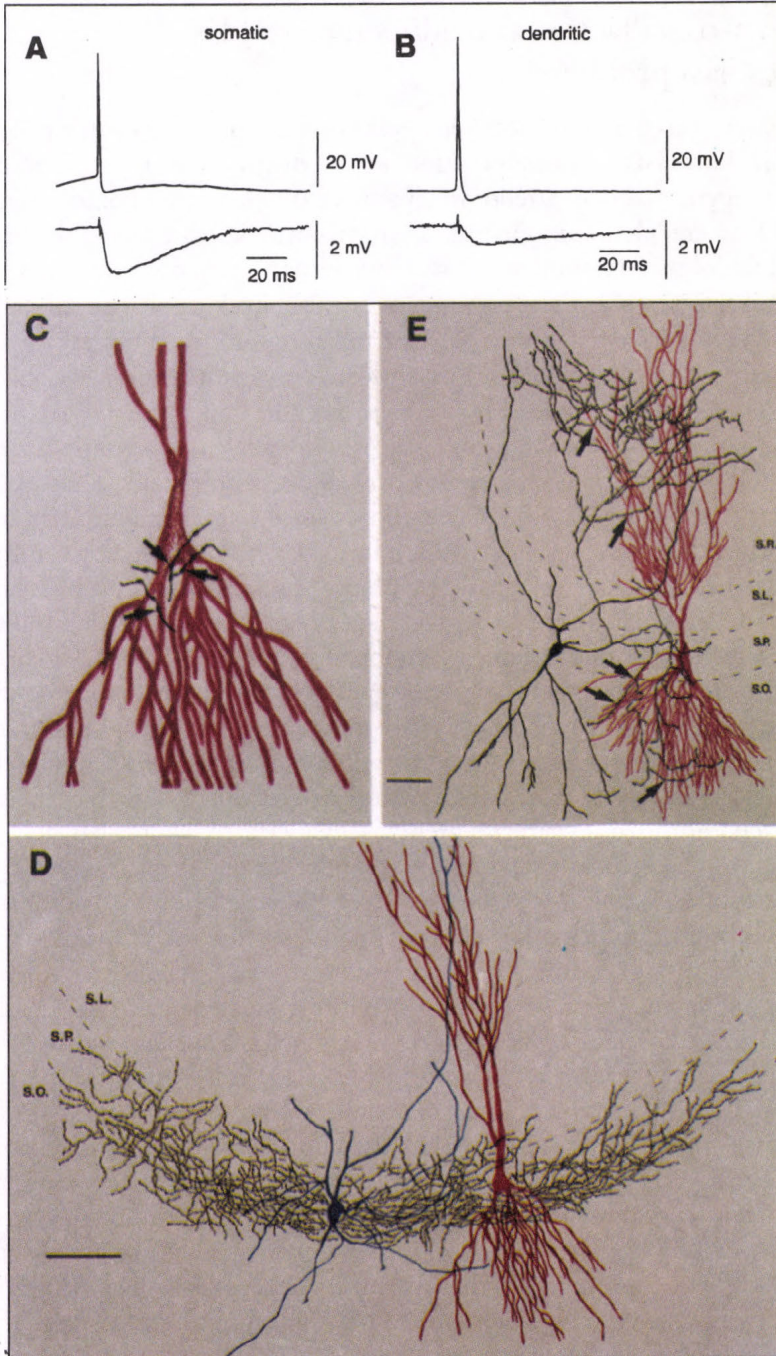 A somatic
B dendritic
20 mV
20 mV
2 mV
20 ms
2 mV
20 ms
C
E
S.R.
S.L.
S.P.
S.O.
D
S.L.
S.P.
S.O.